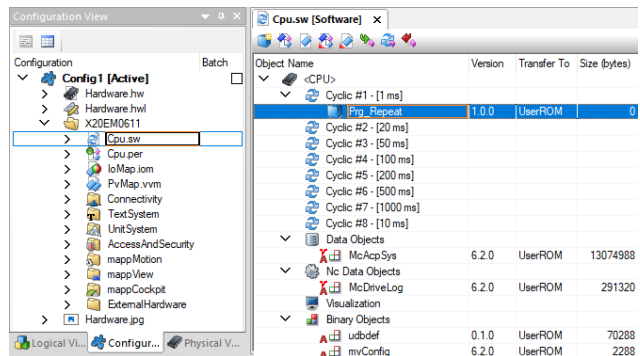 Configuration View
Configuration Batch
Config1 [Active]
Hardware.hw
Hardware.hwl
X20EM0611
Cpu.sw
Cpu.per
IoMap.iom
PvMap.vvm
Connectivity
TextSystem
UnitSystem
AccessAndSecurity
mappMotion
mappView
mappCockpit
ExternalHardware
Hardware.jpg
Logical Vi... Configur... Physical V...
Cpu.sw [Software]
Object Name Version Transfer To Size (bytes)
<CPU>
Cyclic #1 - [1 ms]
Prg_Repeat 1.0.0 UserROM 0
Cyclic #2 - [20 ms]
Cyclic #3 - [50 ms]
Cyclic #4 - [100 ms]
Cyclic #5 - [200 ms]
Cyclic #6 - [500 ms]
Cyclic #7 - [1000 ms]
Cyclic #8 - [10 ms]
Data Objects
McAcpSys 6.2.0 UserROM 13074988
Nc Data Objects
McDriveLog 6.2.0 UserROM 291320
Visualization
Binary Objects
udbdef 0.1.0 UserROM 70288
mvConfig 6.2.0 UserROM 2288